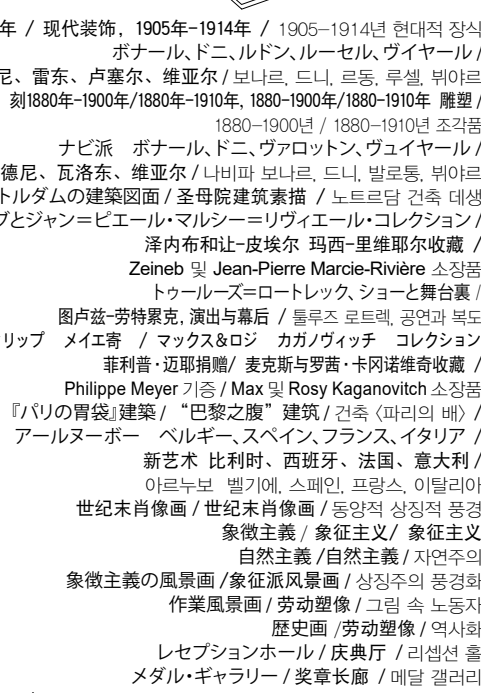 年 / 现代装饰，1905年-1914年 / 1905-1914년 현대적 장식
ボナール、ドニ、ルドン、ルーセル、ヴイヤール /
尼、雷东、卢塞尔、维亚尔 / 보나르, 드니, 르동, 루셀, 뷔야르
刻1880年-1900年/1880年-1910年, 1880-1900年/1880-1910年 雕塑 /
1880-1900년 / 1880-1910년 조각품
ナビ派 ボナール、ドニ、ヴァロットン、ヴュイヤール /
德尼、瓦洛东、维亚尔 / 나비파 보나르, 드니, 발로통, 뷔야르
トルダムの建築図面 / 圣母院建筑素描 / 노트르담 건축 데생
ブとジャン＝ピエール・マルシー＝リヴィエール・コレクション /
泽内布和让-皮埃尔 玛西-里维耶尔收藏 /
Zeineb 및 Jean-Pierre Marcie-Rivière 소장품
トゥールーズ＝ロートレック、ショーと舞台裏 /
图卢兹-劳特累克, 演出与幕后 / 툴루즈 로트렉, 공연과 복도
リップ メイエ寄 / マックス＆ロジ カガノヴィッチ コレクション
菲利普・迈耶捐赠/ 麦克斯与罗茜・卡冈诺维奇收藏 /
Philippe Meyer 기증 / Max 및 Rosy Kaganovitch 소장품
『パリの胃袋』建築 / “巴黎之腹” 建筑 / 건축 〈파리의 배〉 /
アールヌーボー ベルギー、スペイン、フランス、イタリア /
新艺术 比利时、西班牙、法国、意大利 /
아르누보 벨기에, 스페인, 프랑스, 이탈리아
世纪末肖像画 / 世纪末肖像画 / 동양적 상징적 풍경
象徴主義 / 象征主义/ 象征主义
自然主義 /自然主義 / 자연주의
象徴主義の風景画 /象征派风景画 / 상징주의 풍경화
作業風景画 / 劳动塑像 / 그림 속 노동자
歴史画 /劳动塑像 / 역사화
レセプションホール / 庆典厅 / 리셉션 홀
メダル・ギャラリー / 奖章长廊 / 메달 갤러리